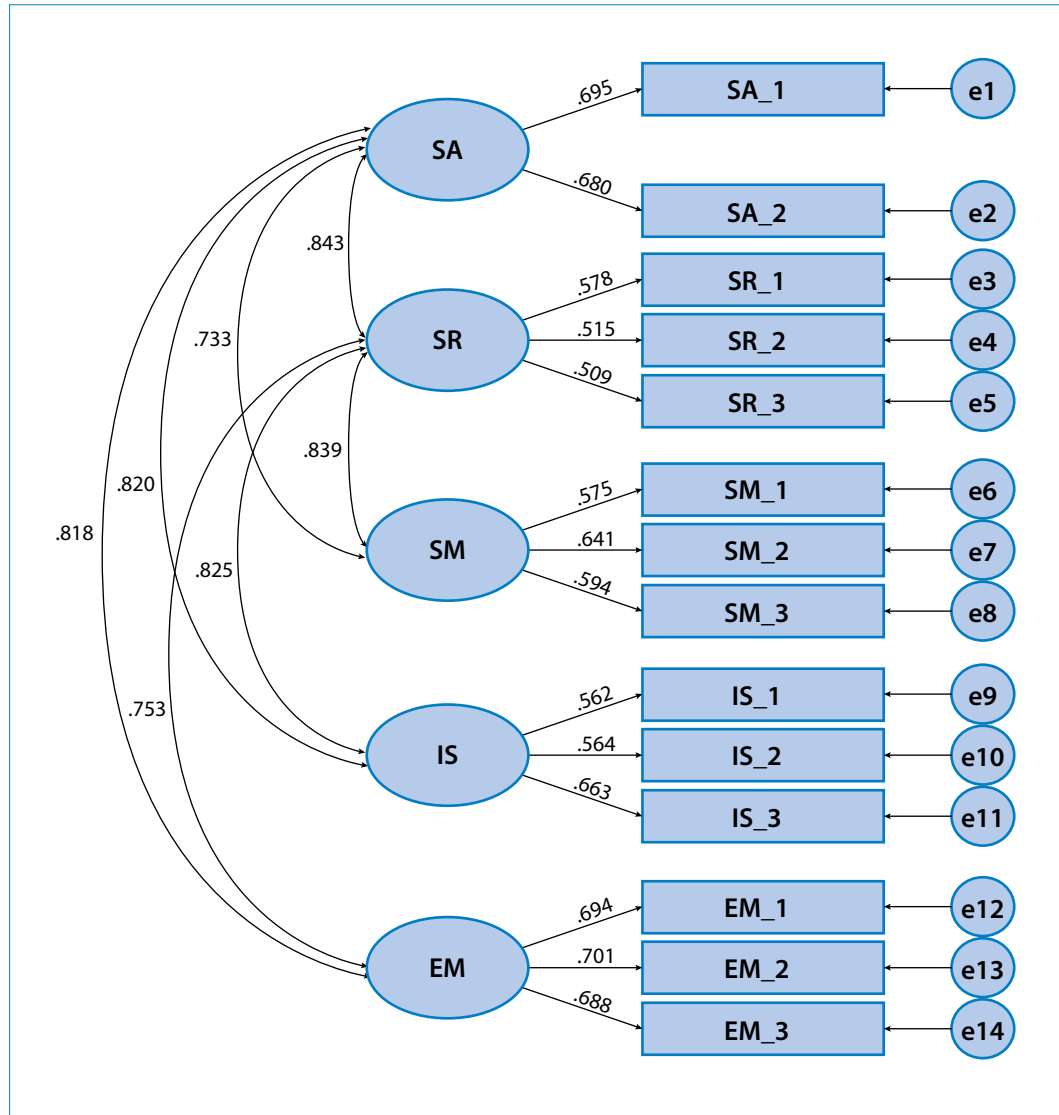 .695
SA_1
e1
SA
.680
SA_2
e2
.843
.578
SR_1
e3
.733
SR
.515
SR_2
e4
.509
SR_3
e5
.839
.820
.575
SM_1
e6
.818
SM
.641
SM_2
e7
.825
.594
SM_3
e8
.562
IS_1
e9
.753
IS
.564
IS_2
e10
.663
IS_3
e11
.694
EM_1
e12
EM
.701
EM_2
e13
.688
EM_3
e14